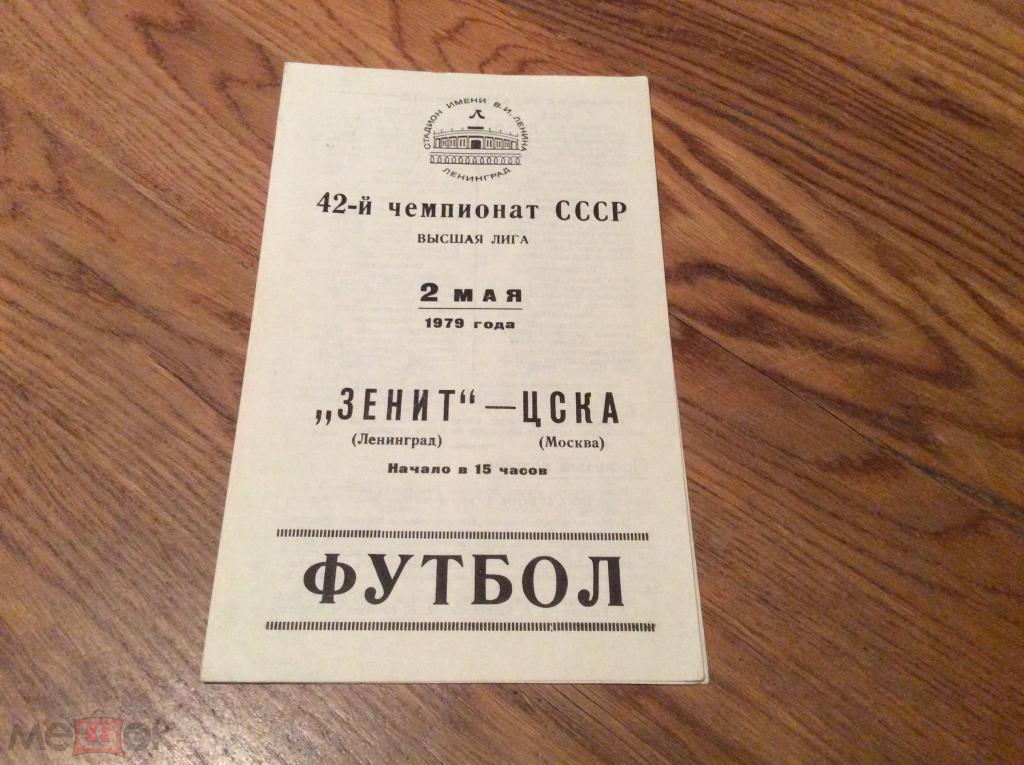 СТАДИОН ИМЕНИ В.И. ЛЕНИНА
Л
ЛЕНИНГРАД
42-й чемпионат СССР
ВЫСШАЯ ЛИГА
2 МАЯ
1979 года
„ЗЕНИТ“ — ЦСКА
(Ленинград) (Москва)
Начало в 15 часов
ФУТБОЛ
мешок